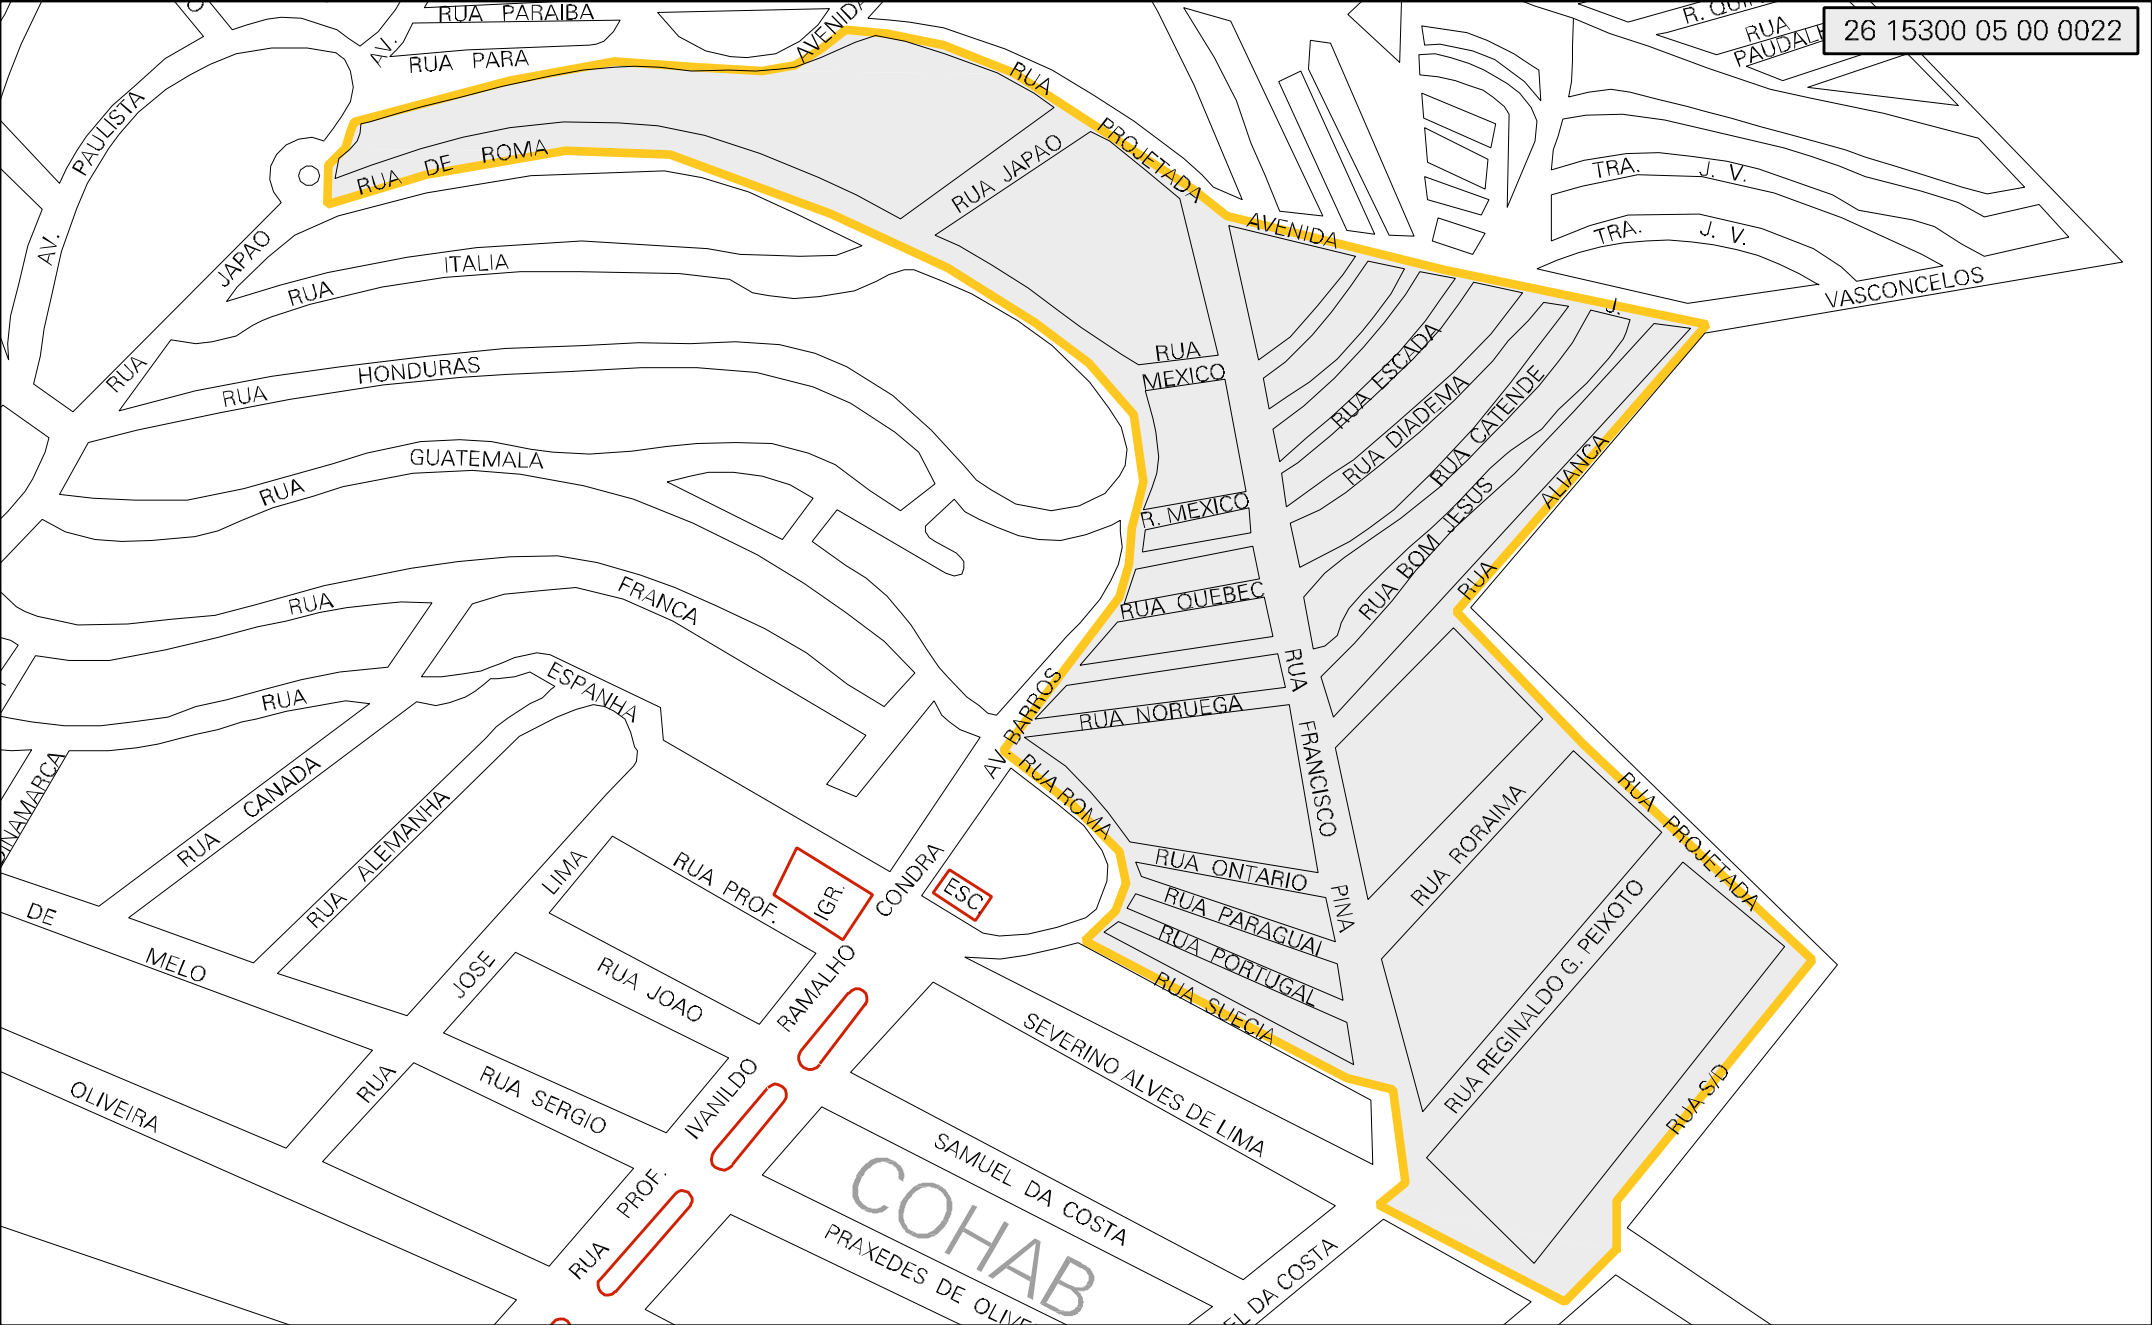 RUA PARAIBA
AV.
RUA PARA
AVENIDA
RUA
PAUDALE
26 15300 05 00 0022
AV. PAULISTA
RUA DE ROMA
RUA PROJETADA
RUA JAPAO
TRA. J. V.
TRA. J. V.
AVENIDA J. VASCONCELOS
RUA JAPAO
RUA ITALIA
RUA HONDURAS
RUA GUATEMALA
RUA FRANCA
RUA ESPANHA
RUA MEXICO
R. MEXICO
RUA QUEBEC
RUA NORUEGA
RUA ESCADA
RUA DIADEMA
RUA CATENDE
RUA BOM JESUS
RUA ALIANCA
RUA FRANCISCO PINA
AV. BARROS
RUA ROMA
RUA ONTARIO
RUA PARAGUAI
RUA PORTUGAL
RUA SUECIA
RUA RORAIMA
RUA REGINALDO G. PEIXOTO
RUA PROJETADA
RUA S/D
DINAMARCA
RUA CANADA
RUA ALEMANHA
RUA JOSE LIMA
RUA PROF.
IGR.
ESC.
RUA PROF. IVANILDO RAMALHO CONDRA
RUA JOAO
RUA SERGIO
DE MELO
OLIVEIRA
SEVERINO ALVES DE LIMA
SAMUEL DA COSTA
PRAXEDES DE OLIVE
EL DA COSTA
COHAB